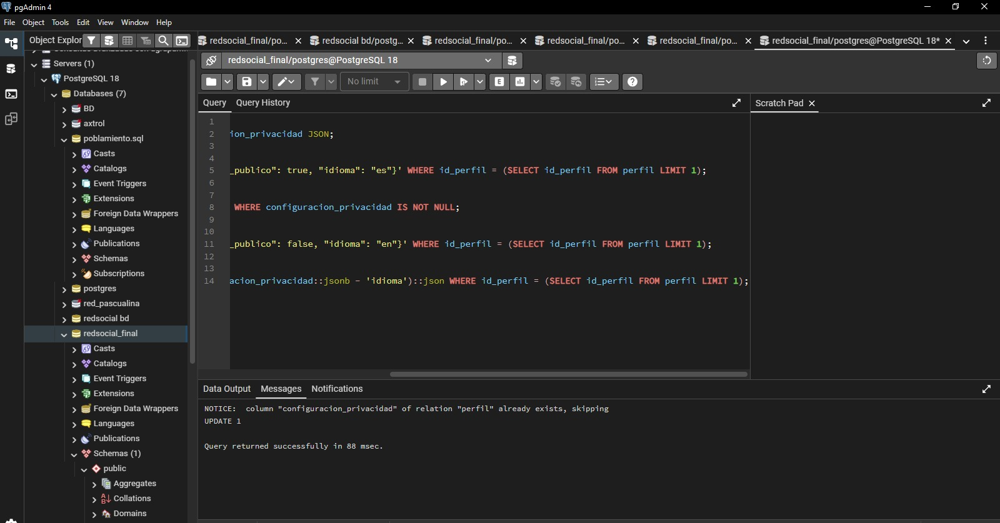 pgAdmin 4
File Object Tools Edit View Window Help
Object Explor
redsocial_final/po... redsocial bd/postg... redsocial_final/po... redsocial_final/po... redsocial_final/po... redsocial_final/postgres@PostgreSQL 18*
Servers (1)
PostgreSQL 18
Databases (7)
BD
axtrol
poblamiento.sql
Casts
Catalogs
Event Triggers
Extensions
Foreign Data Wrappers
Languages
Publications
Schemas
Subscriptions
postgres
red_pascualina
redsocial bd
redsocial_final
Casts
Catalogs
Event Triggers
Extensions
Foreign Data Wrappers
Languages
Publications
Schemas (1)
public
Aggregates
Collations
Domains
redsocial_final/postgres@PostgreSQL 18
No limit
E
Query Query History
Scratch Pad
1
2 ion_privacidad JSON;
3
4
5 _publico": true, "idioma": "es"}' WHERE id_perfil = (SELECT id_perfil FROM perfil LIMIT 1);
6
7
8 WHERE configuracion_privacidad IS NOT NULL;
9
10
11 _publico": false, "idioma": "en"}' WHERE id_perfil = (SELECT id_perfil FROM perfil LIMIT 1);
12
13
14 acion_privacidad::jsonb - 'idioma')::json WHERE id_perfil = (SELECT id_perfil FROM perfil LIMIT 1);
Data Output Messages Notifications
NOTICE: column "configuracion_privacidad" of relation "perfil" already exists, skipping
UPDATE 1
Query returned successfully in 88 msec.